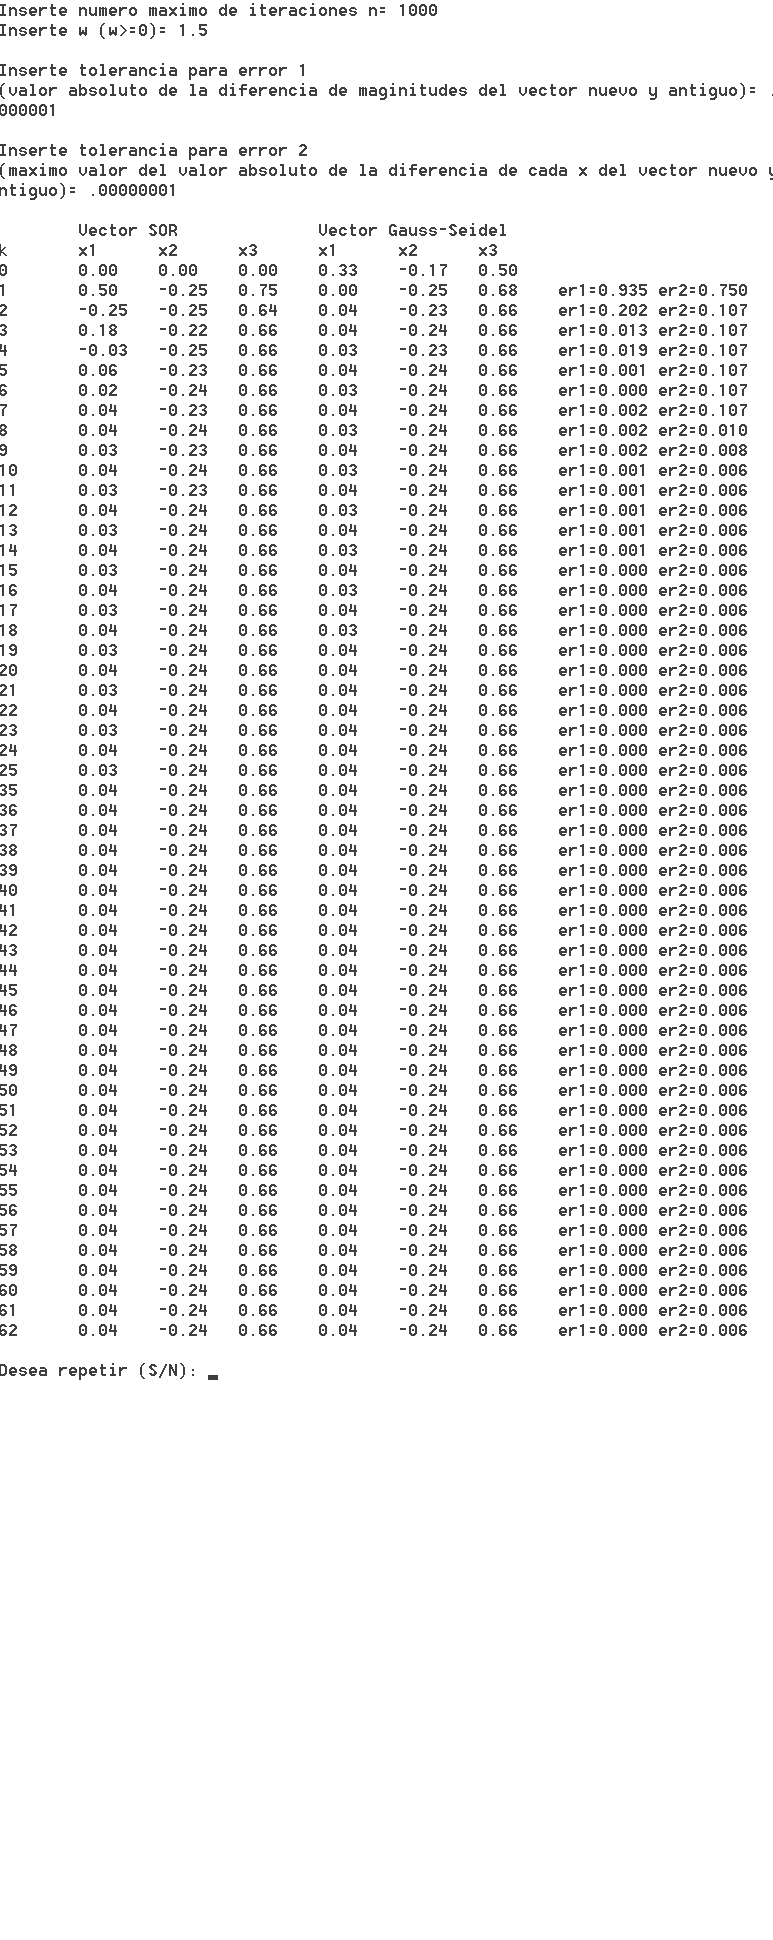 Inserte numero maximo de iteraciones n= 1000
Inserte w (w>=0)= 1.5
Inserte tolerancia para error 1
(valor absoluto de la diferencia de maginitudes del vector nuevo y antiguo)= .
000001
Inserte tolerancia para error 2
(maximo valor del valor absoluto de la diferencia de cada x del vector nuevo y
ntiguo)= .00000001
Vector SOR Vector Gauss-Seidel
k x1 x2 x3 x1 x2 x3
0 0.00 0.00 0.00 0.33 -0.17 0.50
1 0.50 -0.25 0.75 0.00 -0.25 0.68 er1=0.935 er2=0.750
2 -0.25 -0.25 0.64 0.04 -0.23 0.66 er1=0.202 er2=0.107
3 0.18 -0.22 0.66 0.04 -0.24 0.66 er1=0.013 er2=0.107
4 -0.03 -0.25 0.66 0.03 -0.23 0.66 er1=0.019 er2=0.107
5 0.06 -0.23 0.66 0.04 -0.24 0.66 er1=0.001 er2=0.107
6 0.02 -0.24 0.66 0.03 -0.24 0.66 er1=0.000 er2=0.107
7 0.04 -0.23 0.66 0.04 -0.24 0.66 er1=0.002 er2=0.107
8 0.04 -0.24 0.66 0.03 -0.24 0.66 er1=0.002 er2=0.010
9 0.03 -0.23 0.66 0.04 -0.24 0.66 er1=0.002 er2=0.008
10 0.04 -0.24 0.66 0.03 -0.24 0.66 er1=0.001 er2=0.006
11 0.03 -0.23 0.66 0.04 -0.24 0.66 er1=0.001 er2=0.006
12 0.04 -0.24 0.66 0.03 -0.24 0.66 er1=0.001 er2=0.006
13 0.03 -0.24 0.66 0.04 -0.24 0.66 er1=0.001 er2=0.006
14 0.04 -0.24 0.66 0.03 -0.24 0.66 er1=0.001 er2=0.006
15 0.03 -0.24 0.66 0.04 -0.24 0.66 er1=0.000 er2=0.006
16 0.04 -0.24 0.66 0.03 -0.24 0.66 er1=0.000 er2=0.006
17 0.03 -0.24 0.66 0.04 -0.24 0.66 er1=0.000 er2=0.006
18 0.04 -0.24 0.66 0.03 -0.24 0.66 er1=0.000 er2=0.006
19 0.03 -0.24 0.66 0.04 -0.24 0.66 er1=0.000 er2=0.006
20 0.04 -0.24 0.66 0.04 -0.24 0.66 er1=0.000 er2=0.006
21 0.03 -0.24 0.66 0.04 -0.24 0.66 er1=0.000 er2=0.006
22 0.04 -0.24 0.66 0.04 -0.24 0.66 er1=0.000 er2=0.006
23 0.03 -0.24 0.66 0.04 -0.24 0.66 er1=0.000 er2=0.006
24 0.04 -0.24 0.66 0.04 -0.24 0.66 er1=0.000 er2=0.006
25 0.03 -0.24 0.66 0.04 -0.24 0.66 er1=0.000 er2=0.006
35 0.04 -0.24 0.66 0.04 -0.24 0.66 er1=0.000 er2=0.006
36 0.04 -0.24 0.66 0.04 -0.24 0.66 er1=0.000 er2=0.006
37 0.04 -0.24 0.66 0.04 -0.24 0.66 er1=0.000 er2=0.006
38 0.04 -0.24 0.66 0.04 -0.24 0.66 er1=0.000 er2=0.006
39 0.04 -0.24 0.66 0.04 -0.24 0.66 er1=0.000 er2=0.006
40 0.04 -0.24 0.66 0.04 -0.24 0.66 er1=0.000 er2=0.006
41 0.04 -0.24 0.66 0.04 -0.24 0.66 er1=0.000 er2=0.006
42 0.04 -0.24 0.66 0.04 -0.24 0.66 er1=0.000 er2=0.006
43 0.04 -0.24 0.66 0.04 -0.24 0.66 er1=0.000 er2=0.006
44 0.04 -0.24 0.66 0.04 -0.24 0.66 er1=0.000 er2=0.006
45 0.04 -0.24 0.66 0.04 -0.24 0.66 er1=0.000 er2=0.006
46 0.04 -0.24 0.66 0.04 -0.24 0.66 er1=0.000 er2=0.006
47 0.04 -0.24 0.66 0.04 -0.24 0.66 er1=0.000 er2=0.006
48 0.04 -0.24 0.66 0.04 -0.24 0.66 er1=0.000 er2=0.006
49 0.04 -0.24 0.66 0.04 -0.24 0.66 er1=0.000 er2=0.006
50 0.04 -0.24 0.66 0.04 -0.24 0.66 er1=0.000 er2=0.006
51 0.04 -0.24 0.66 0.04 -0.24 0.66 er1=0.000 er2=0.006
52 0.04 -0.24 0.66 0.04 -0.24 0.66 er1=0.000 er2=0.006
53 0.04 -0.24 0.66 0.04 -0.24 0.66 er1=0.000 er2=0.006
54 0.04 -0.24 0.66 0.04 -0.24 0.66 er1=0.000 er2=0.006
55 0.04 -0.24 0.66 0.04 -0.24 0.66 er1=0.000 er2=0.006
56 0.04 -0.24 0.66 0.04 -0.24 0.66 er1=0.000 er2=0.006
57 0.04 -0.24 0.66 0.04 -0.24 0.66 er1=0.000 er2=0.006
58 0.04 -0.24 0.66 0.04 -0.24 0.66 er1=0.000 er2=0.006
59 0.04 -0.24 0.66 0.04 -0.24 0.66 er1=0.000 er2=0.006
60 0.04 -0.24 0.66 0.04 -0.24 0.66 er1=0.000 er2=0.006
61 0.04 -0.24 0.66 0.04 -0.24 0.66 er1=0.000 er2=0.006
62 0.04 -0.24 0.66 0.04 -0.24 0.66 er1=0.000 er2=0.006
Desea repetir (S/N): _